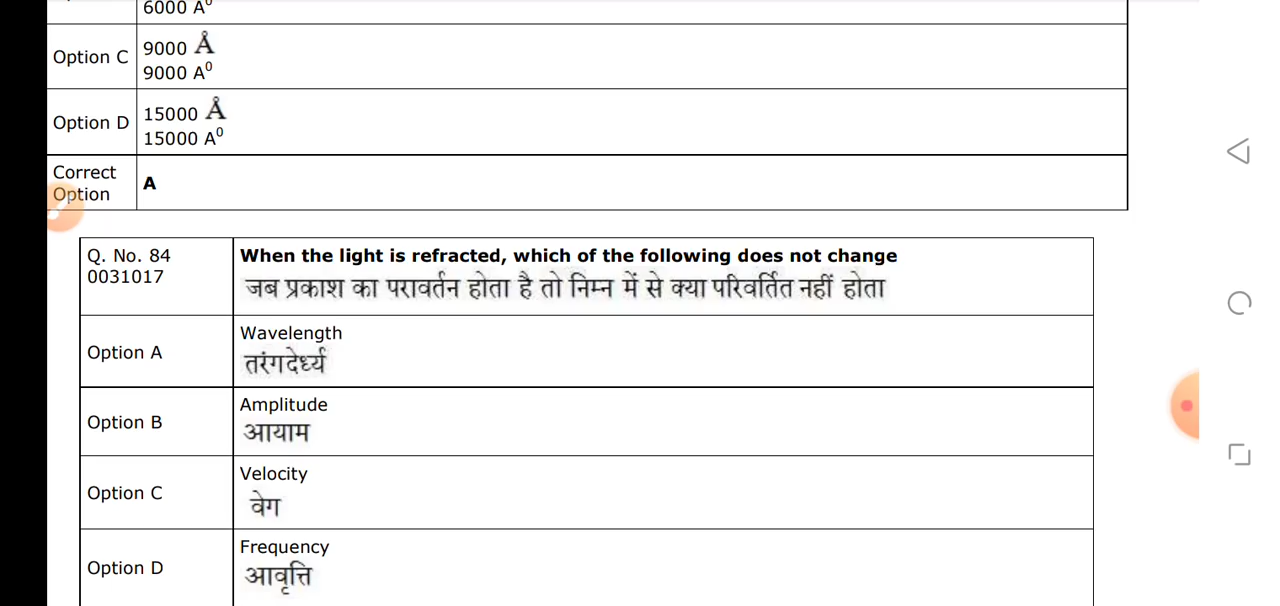 6000 A⁰
Option C
9000 Å
9000 A⁰
Option D
15000 Å
15000 A⁰
Correct
Option
A
Q. No. 84
0031017
When the light is refracted, which of the following does not change
जब प्रकाश का परावर्तन होता है तो निम्न में से क्या परिवर्तित नहीं होता
Option A
Wavelength
तरंगदेर्ध्य
Option B
Amplitude
आयाम
Option C
Velocity
वेग
Option D
Frequency
आवृत्ति